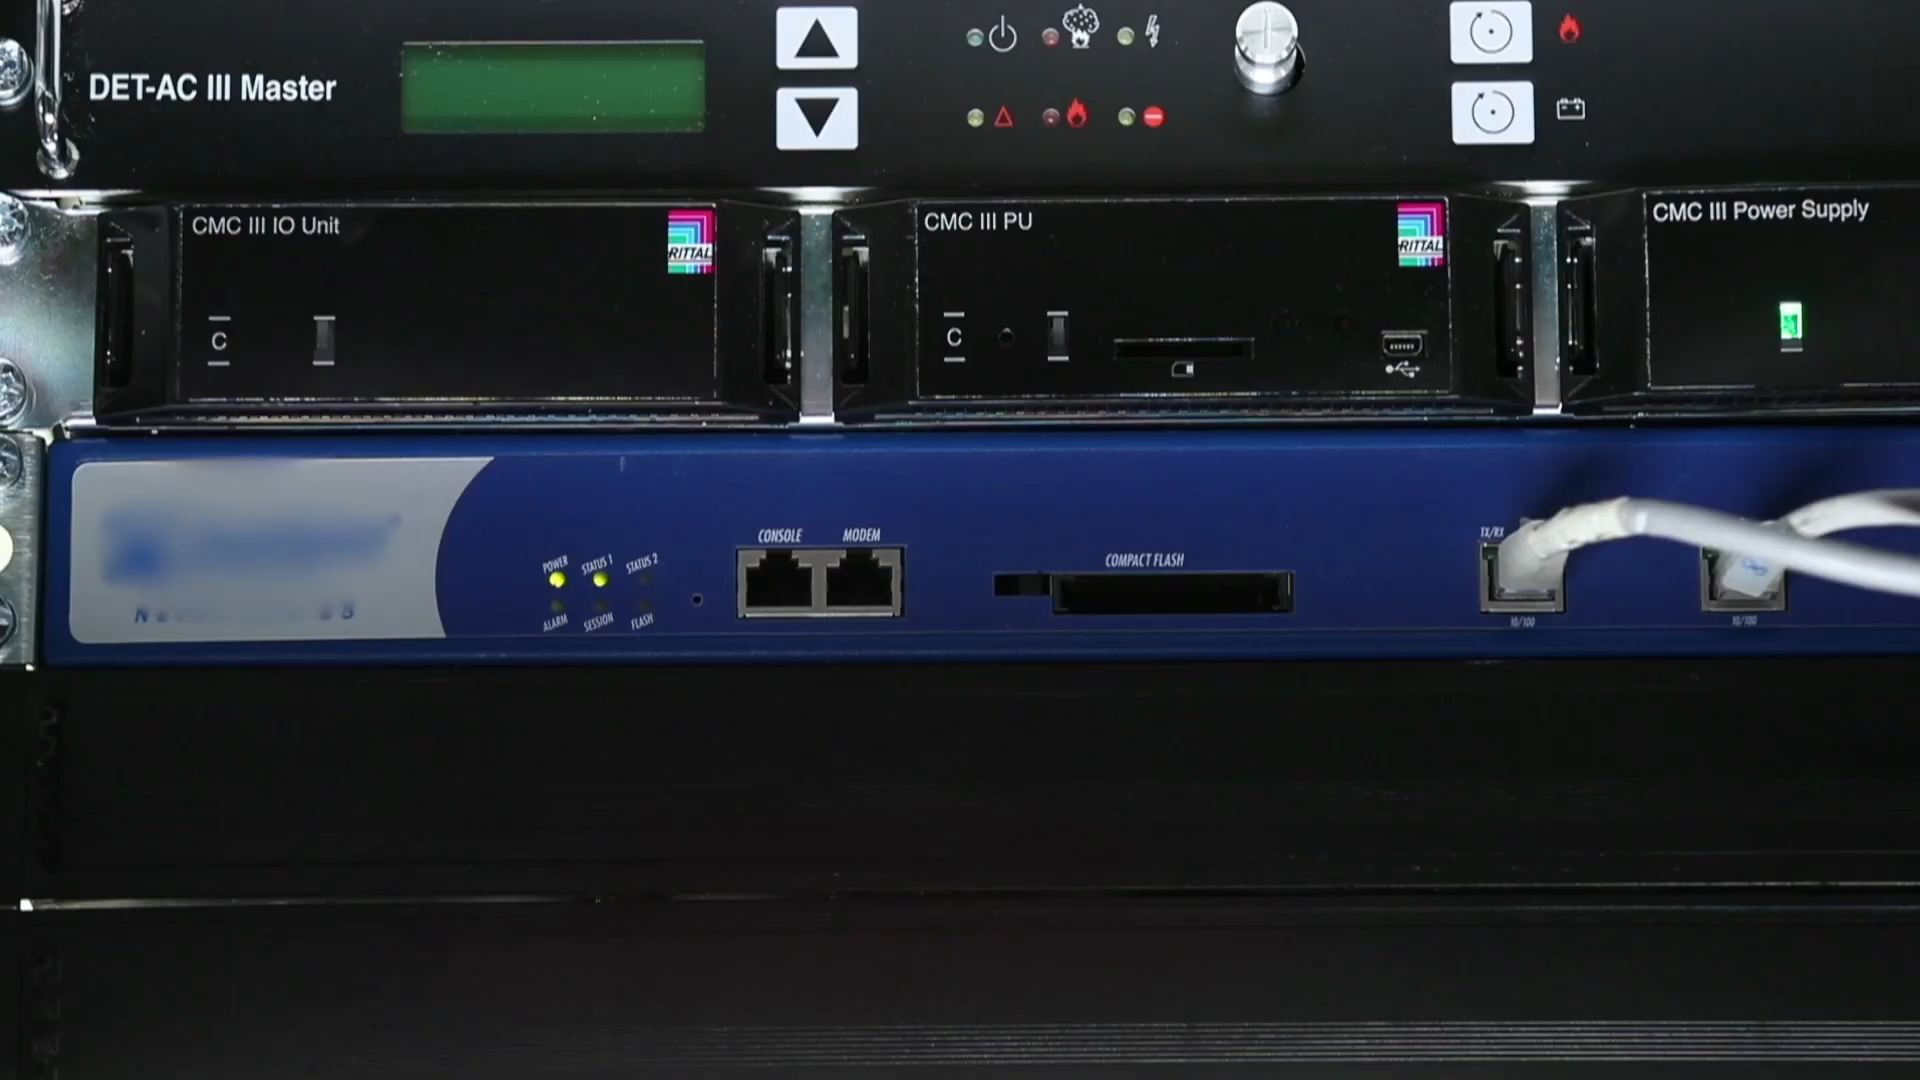 DET-AC III Master
CMC III IO Unit
RITTAL
CMC III PU
RITTAL
CMC III Power Supply
C
C
POWER
STATUS 1
STATUS 2
ALARM
SESSION
FLASH
CONSOLE
MODEM
COMPACT FLASH
TX/RX
10/100
10/100